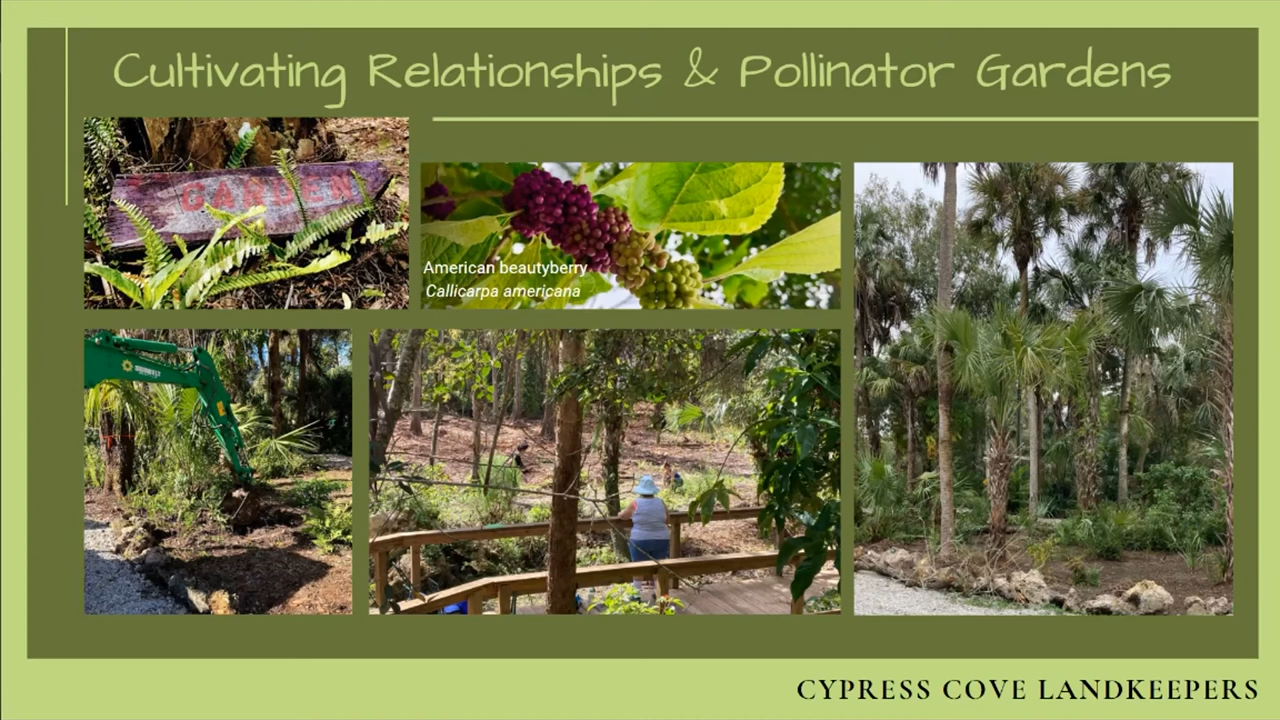 Cultivating Relationships & Pollinator Gardens
GARDEN
American beautyberry
Callicarpa americana
CYPRESS COVE LANDKEEPERS